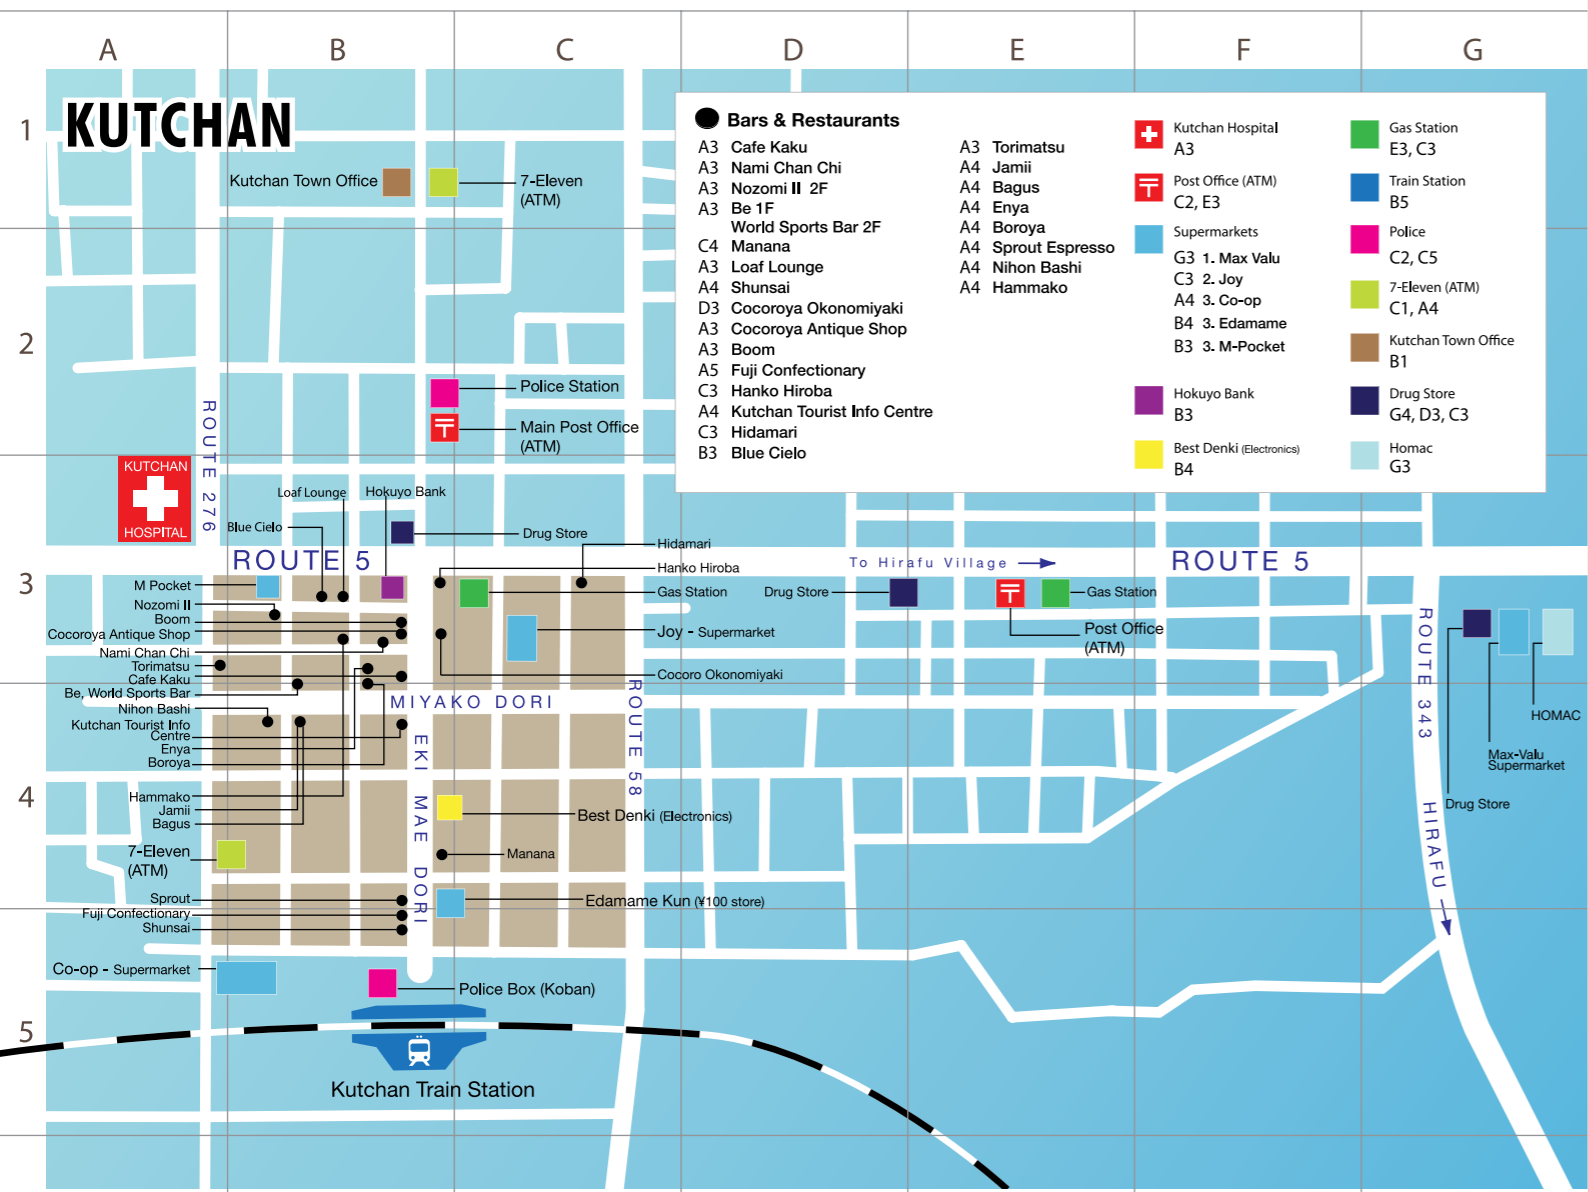 A B C D E F G
1
2
3
4
5
KUTCHAN
Kutchan Town Office
7-Eleven
(ATM)
Police Station
Main Post Office
(ATM)
ROUTE 276
KUTCHAN
HOSPITAL
Loaf Lounge
Hokuyo Bank
Blue Cielo
Drug Store
ROUTE 5
Hidamari
Hanko Hiroba
Gas Station
Joy - Supermarket
Cocoro Okonomiyaki
M Pocket
Nozomi II
Boom
Cocoroya Antique Shop
Nami Chan Chi
Torimatsu
Cafe Kaku
Be, World Sports Bar
Nihon Bashi
Kutchan Tourist Info
Centre
Enya
Boroya
Hammako
Jamii
Bagus
7-Eleven
(ATM)
Sprout
Fuji Confectionary
Shunsai
Co-op - Supermarket
MIYAKO DORI
EKI MAE DORI
ROUTE 58
Best Denki (Electronics)
Manana
Edamame Kun (¥100 store)
Police Box (Koban)
Kutchan Train Station
To Hirafu Village
ROUTE 5
Drug Store
Gas Station
Post Office
(ATM)
ROUTE 343
HIRAFU
HOMAC
Max-Valu
Supermarket
Drug Store
Bars & Restaurants
A3 Cafe Kaku
A3 Nami Chan Chi
A3 Nozomi II 2F
A3 Be 1F
World Sports Bar 2F
C4 Manana
A3 Loaf Lounge
A4 Shunsai
D3 Cocoroya Okonomiyaki
A3 Cocoroya Antique Shop
A3 Boom
A5 Fuji Confectionary
C3 Hanko Hiroba
A4 Kutchan Tourist Info Centre
C3 Hidamari
B3 Blue Cielo
A3 Torimatsu
A4 Jamii
A4 Bagus
A4 Enya
A4 Boroya
A4 Sprout Espresso
A4 Nihon Bashi
A4 Hammako
Kutchan Hospital
A3
Post Office (ATM)
C2, E3
Supermarkets
G3 1. Max Valu
C3 2. Joy
A4 3. Co-op
B4 3. Edamame
B3 3. M-Pocket
Hokuyo Bank
B3
Best Denki (Electronics)
B4
Gas Station
E3, C3
Train Station
B5
Police
C2, C5
7-Eleven (ATM)
C1, A4
Kutchan Town Office
B1
Drug Store
G4, D3, C3
Homac
G3